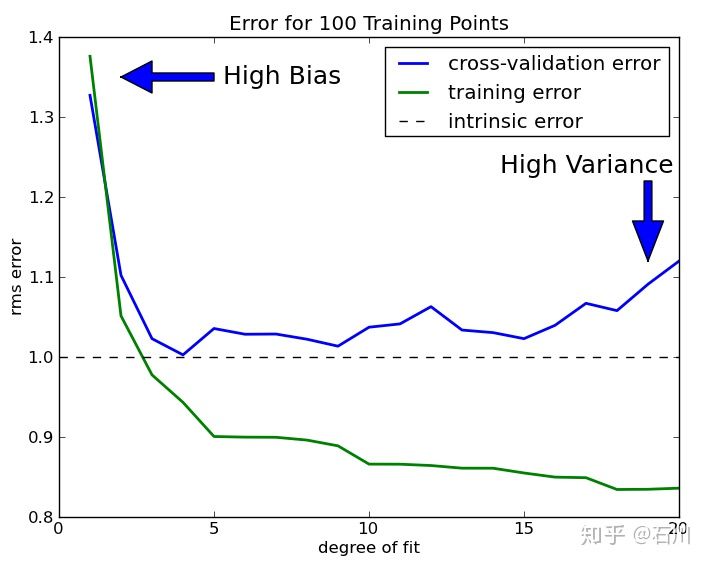 Error for 100 Training Points
1.4
1.3
1.2
1.1
1.0
0.9
0.8
rms error
High Bias
cross-validation error
training error
intrinsic error
High Variance
0
5
10
15
20
degree of fit
知乎 @石川